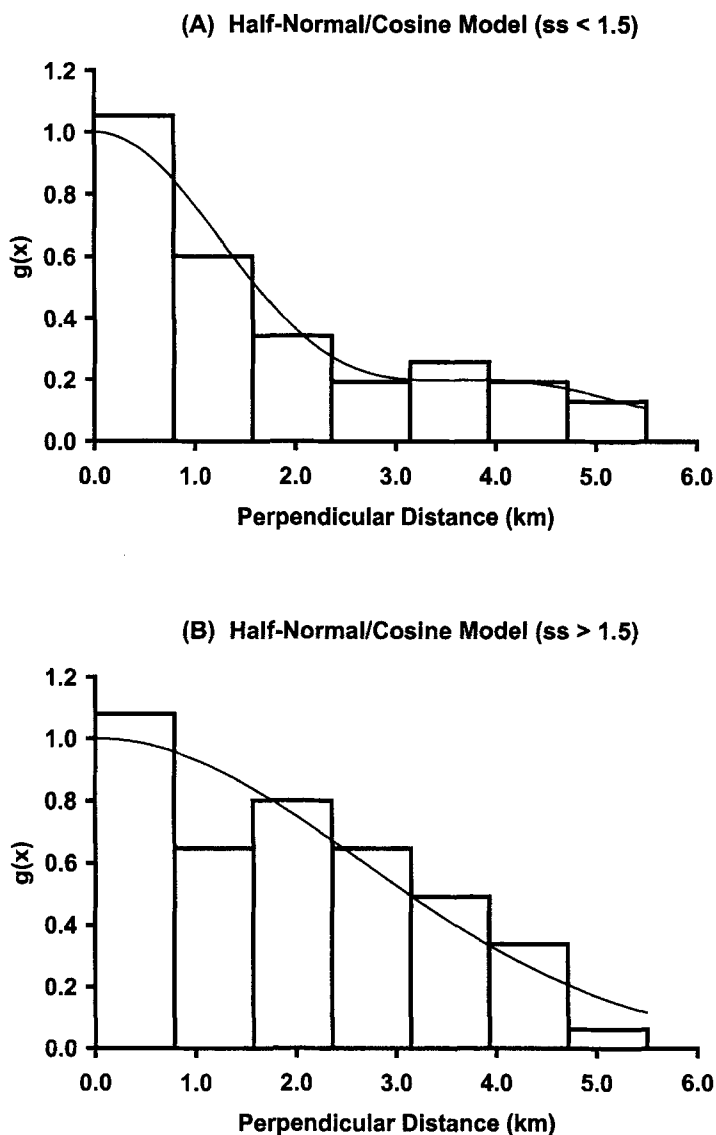 (A) Half-Normal/Cosine Model (ss < 1.5)
1.2
1.0
0.8
0.6
0.4
0.2
0.0
g(x)
0.0 1.0 2.0 3.0 4.0 5.0 6.0
Perpendicular Distance (km)
(B) Half-Normal/Cosine Model (ss > 1.5)
1.2
1.0
0.8
0.6
0.4
0.2
0.0
g(x)
0.0 1.0 2.0 3.0 4.0 5.0 6.0
Perpendicular Distance (km)